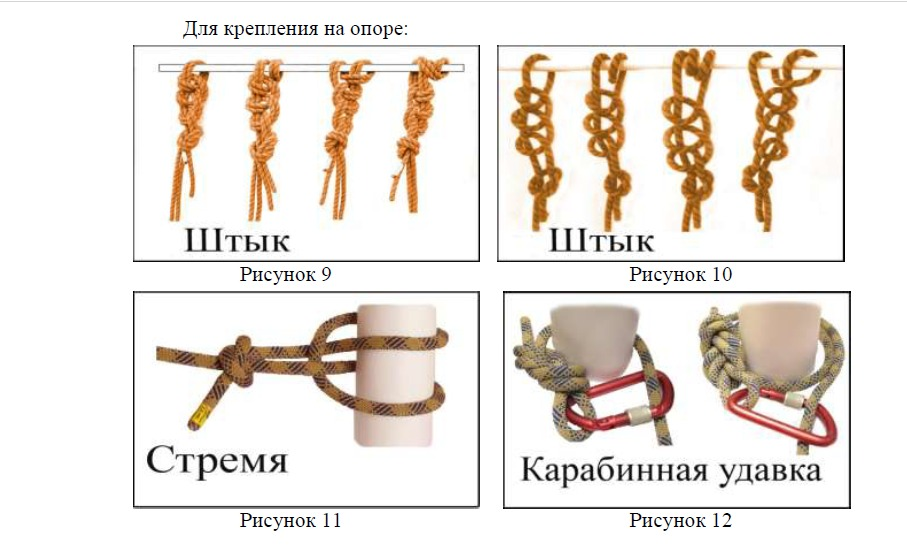 Для крепления на опоре:
Штык
Штык
Рисунок 9
Рисунок 10
Стремя
Карабинная удавка
Рисунок 11
Рисунок 12